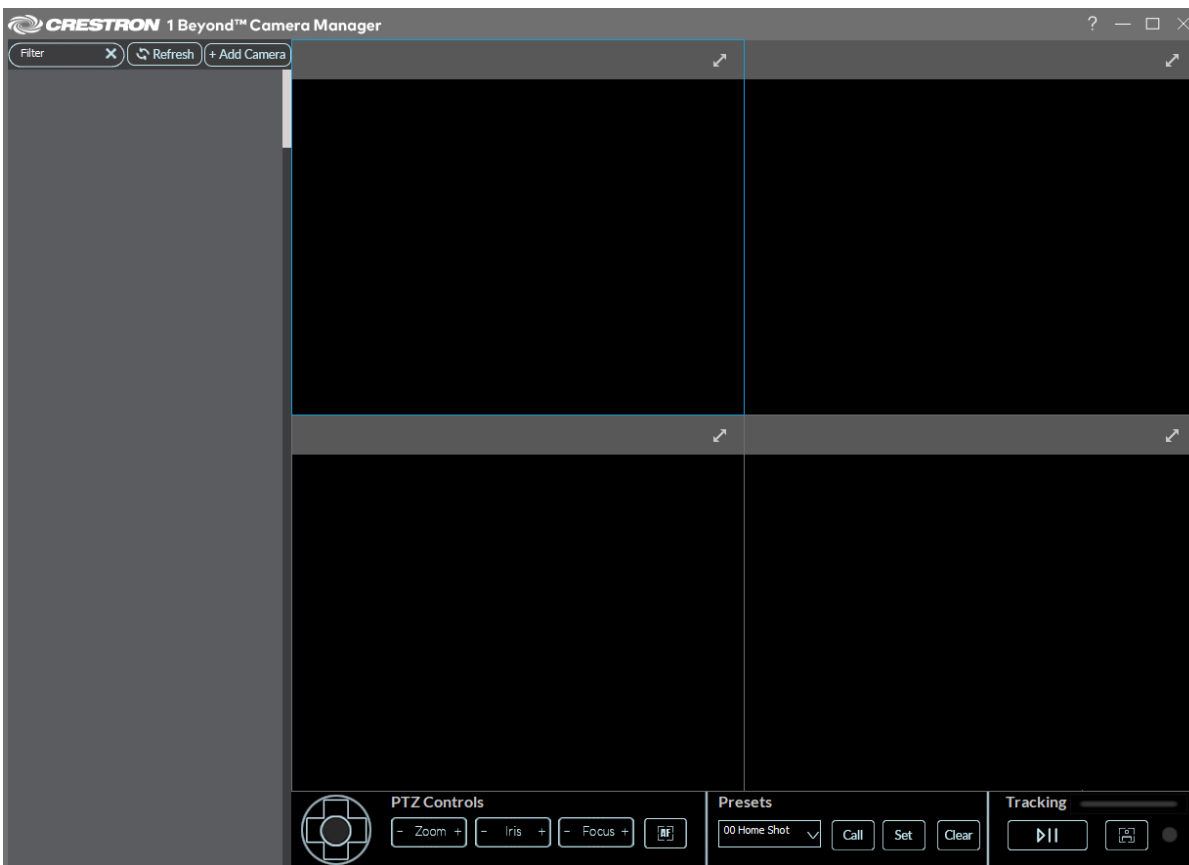 CRESTRON 1 Beyond™ Camera Manager ?
Filter Refresh + Add Camera
PTZ Controls Presets Tracking
- Zoom + - Iris + - Focus + AF 00 Home Shot Call Set Clear